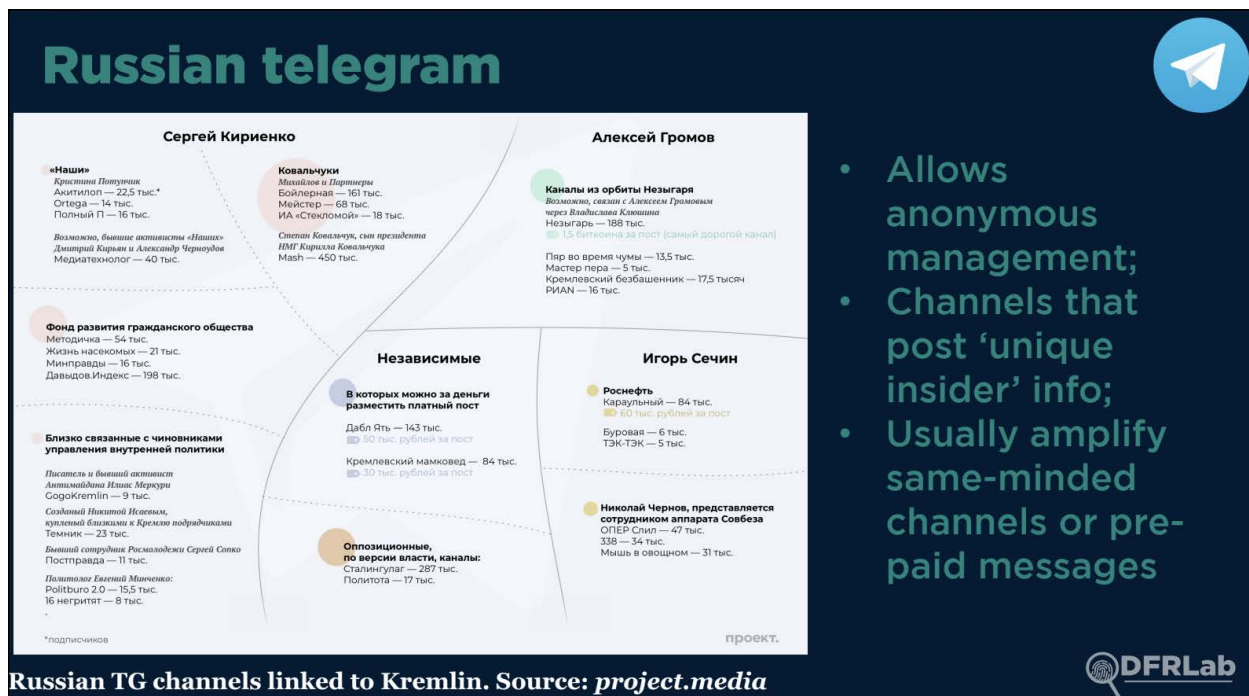 Russian telegram
Сергей Кириенко
«Наши»
Кристина Потупчик
Акитилоп — 22,5 тыс.*
Ortega — 14 тыс.
Полный П — 16 тыс.
Возможно, бывшие активисты «Наших»
Дмитрий Кирьян и Александр Черноудов
Медиатехнолог — 40 тыс.
Ковальчуки
Михайлов и Партнеры
Бойлерная — 161 тыс.
Мейстер — 68 тыс.
ИА «Стекломой» — 18 тыс.
Степан Ковальчук, сын президента
НМГ Кирилла Ковальчука
Mash — 450 тыс.
Фонд развития гражданского общества
Методичка — 54 тыс.
Жизнь насекомых — 21 тыс.
Минправды — 16 тыс.
Давыдов.Индекс — 198 тыс.
Близко связанные с чиновниками
управления внутренней политики
Писатель и бывший активист
Антимайдана Илиас Меркури
GogoKremlin — 9 тыс.
Созданый Никитой Исаевым,
купленый близкими к Кремлю подрядчиками
Темник — 23 тыс.
Бывший сотрудник Росмолодежи Сергей Сопко
Постправда — 11 тыс.
Политолог Евгений Минченко:
Politburo 2.0 — 15,5 тыс.
16 негритят — 8 тыс.
*подписчиков
Алексей Громов
Каналы из орбиты Незыгаря
Возможно, связан с Алексеем Громовым
через Владислава Клюшина
Незыгарь — 188 тыс.
1,5 биткоина за пост (самый дорогой канал)
Пяр во время чумы — 13,5 тыс.
Мастер пера — 5 тыс.
Кремлевский безбашенник — 17,5 тысяч
РИАН — 16 тыс.
Независимые
В которых можно за деньги
разместить платный пост
Дабл Ять — 143 тыс.
50 тыс. рублей за пост
Кремлевский мамковед — 84 тыс.
30 тыс. рублей за пост
Оппозиционные,
по версии власти, каналы:
Сталингулаг — 287 тыс.
Политота — 17 тыс.
Игорь Сечин
Роснефть
Караульный — 84 тыс.
60 тыс. рублей за пост
Буровая — 6 тыс.
ТЭК-ТЭК — 5 тыс.
Николай Чернов, представляется
сотрудником аппарата Совбеза
ОПЕР Слил — 47 тыс.
338 — 34 тыс.
Мышь в овощном — 31 тыс.
проект.
• Allows
anonymous
management;
• Channels that
post ‘unique
insider’ info;
• Usually amplify
same-minded
channels or pre-
paid messages
Russian TG channels linked to Kremlin. Source: project.media
DFRLab